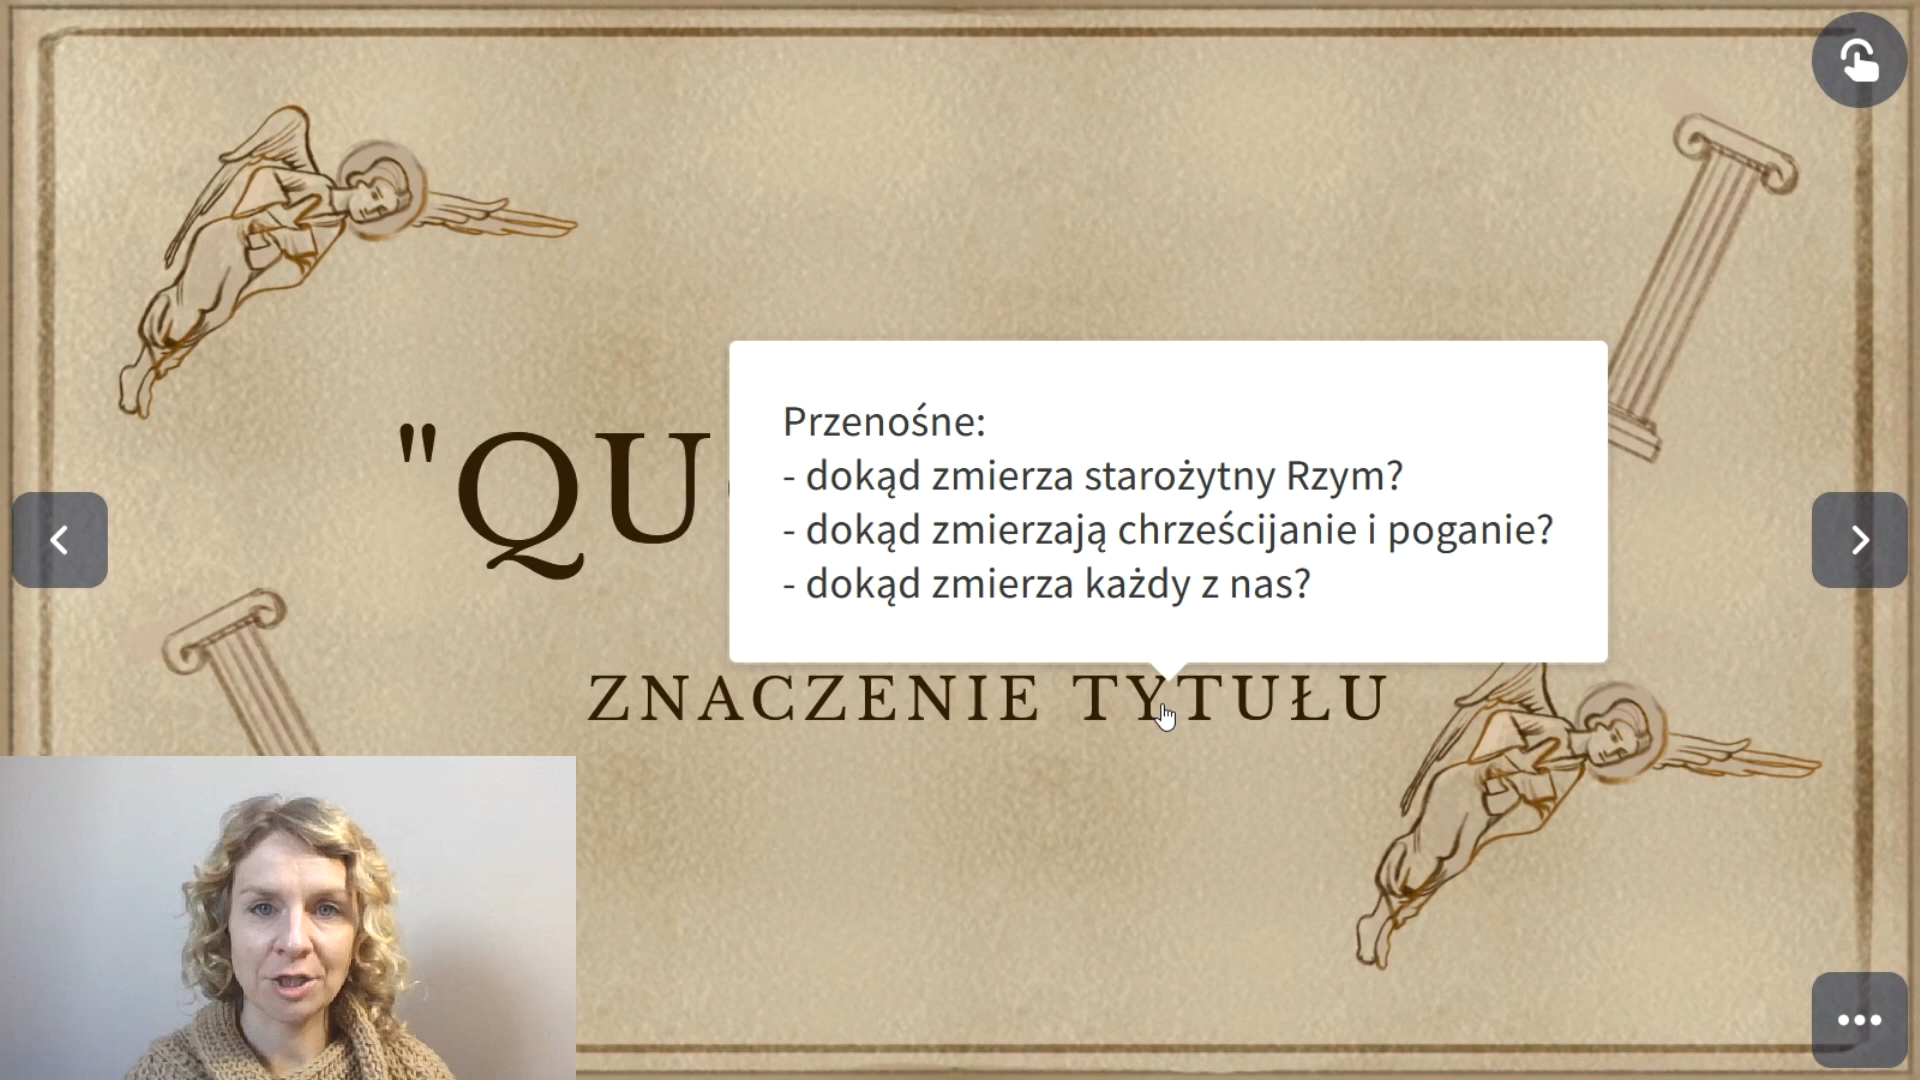 "QU
Przenośne:
- dokąd zmierza starożytny Rzym?
- dokąd zmierzają chrześcijanie i poganie?
- dokąd zmierza każdy z nas?
ZNACZENIE TYTUŁU